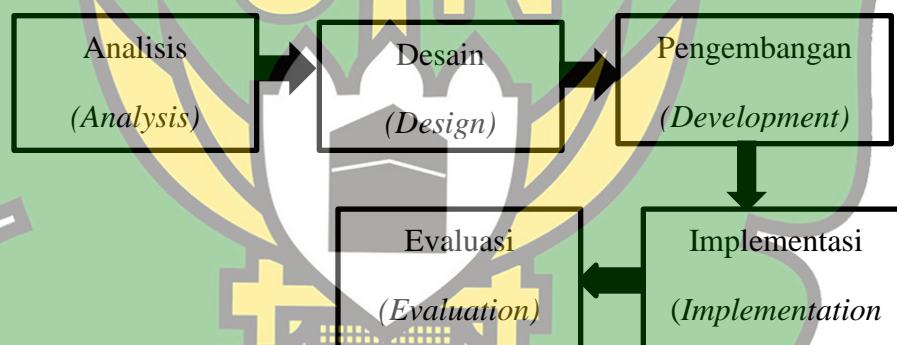 Analisis
(Analysis)
Desain
(Design)
Pengembangan
(Development)
Implementasi
(Implementation
Evaluasi
(Evaluation)